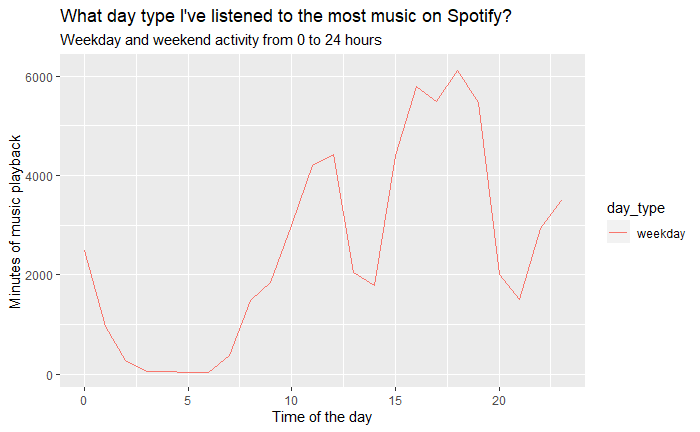 What day type I've listened to the most music on Spotify?
Weekday and weekend activity from 0 to 24 hours
Minutes of music playback
6000
4000
2000
0
0
5
10
15
20
Time of the day
day_type
weekday